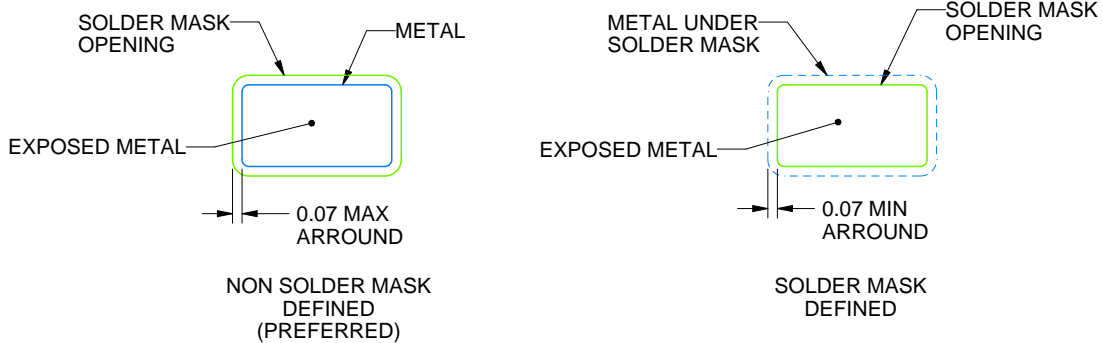 SOLDER MASK
OPENING
METAL
EXPOSED METAL
0.07 MAX
ARROUND
NON SOLDER MASK
DEFINED
(PREFERRED)
METAL UNDER
SOLDER MASK
SOLDER MASK
OPENING
EXPOSED METAL
0.07 MIN
ARROUND
SOLDER MASK
DEFINED